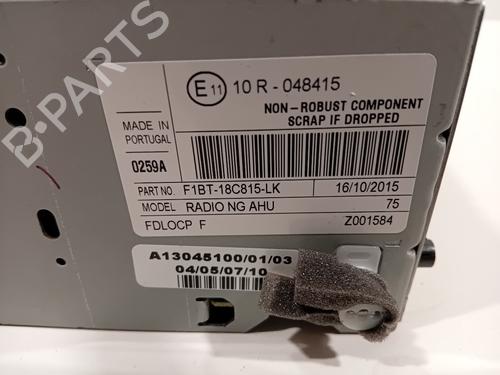 B-PARTS
E 11 10 R - 048415
NON-ROBUST COMPONENT
SCRAP IF DROPPED
MADE IN
PORTUGAL
0259A
PART NO. F1BT-18C815-LK 16/10/2015
MODEL RADIO NG AHU 75
FDLOCP F Z001584
A13045100/01/03
04/05/07/10